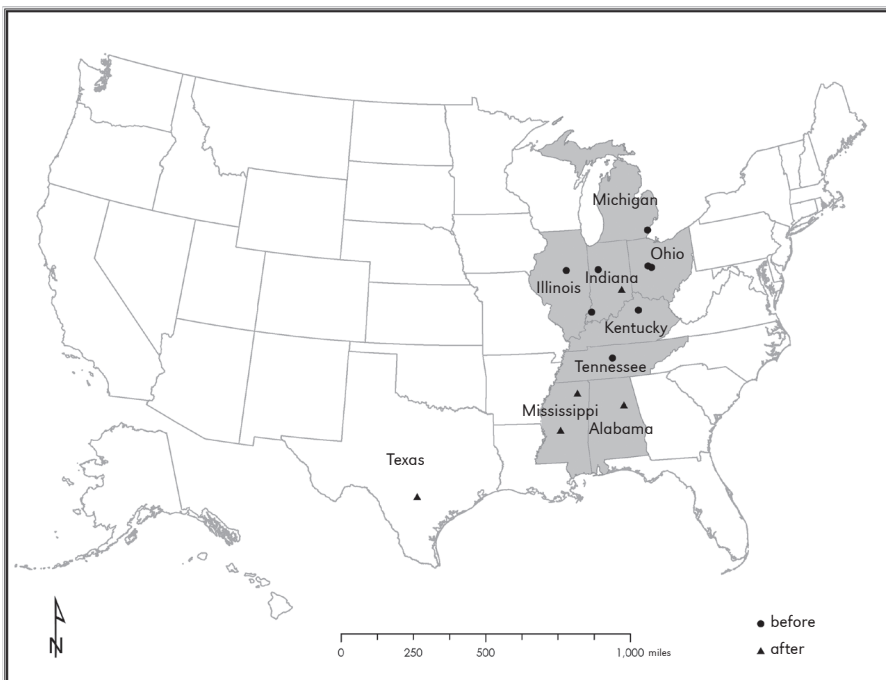 Michigan
Ohio
Indiana
Illinois
Kentucky
Tennessee
Mississippi
Alabama
Texas
N
0 250 500 1,000 miles
before
after